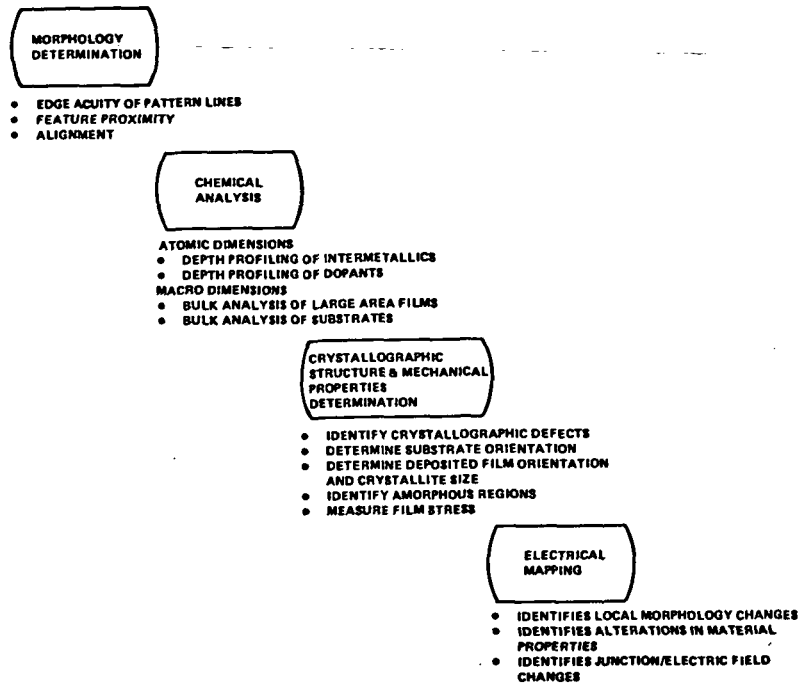 MORPHOLOGY
DETERMINATION
• EDGE ACUITY OF PATTERN LINES
• FEATURE PROXIMITY
• ALIGNMENT
CHEMICAL
ANALYSIS
ATOMIC DIMENSIONS
• DEPTH PROFILING OF INTERMETALLICS
• DEPTH PROFILING OF DOPANTS
MACRO DIMENSIONS
• BULK ANALYSIS OF LARGE AREA FILMS
• BULK ANALYSIS OF SUBSTRATES
CRYSTALLOGRAPHIC
STRUCTURE & MECHANICAL
PROPERTIES
DETERMINATION
• IDENTIFY CRYSTALLOGRAPHIC DEFECTS
• DETERMINE SUBSTRATE ORIENTATION
• DETERMINE DEPOSITED FILM ORIENTATION
AND CRYSTALLITE SIZE
• IDENTIFY AMORPHOUS REGIONS
• MEASURE FILM STRESS
ELECTRICAL
MAPPING
• IDENTIFIES LOCAL MORPHOLOGY CHANGES
• IDENTIFIES ALTERATIONS IN MATERIAL
PROPERTIES
• IDENTIFIES JUNCTION/ELECTRIC FIELD
CHANGES